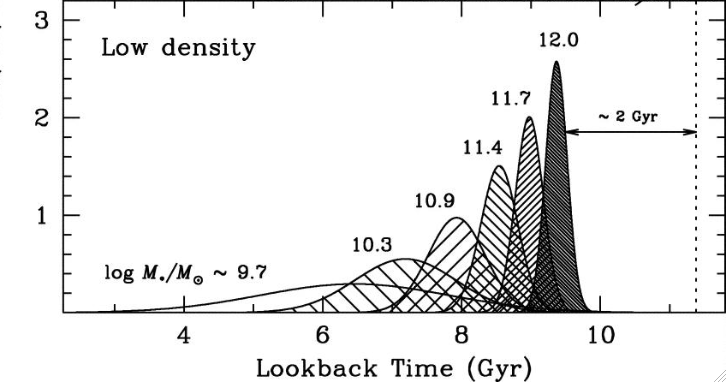 3
Low density
12.0
11.7
~ 2 Gyr
2
11.4
10.9
1
10.3
log M*/M☉ ~ 9.7
4 6 8 10
Lookback Time (Gyr)